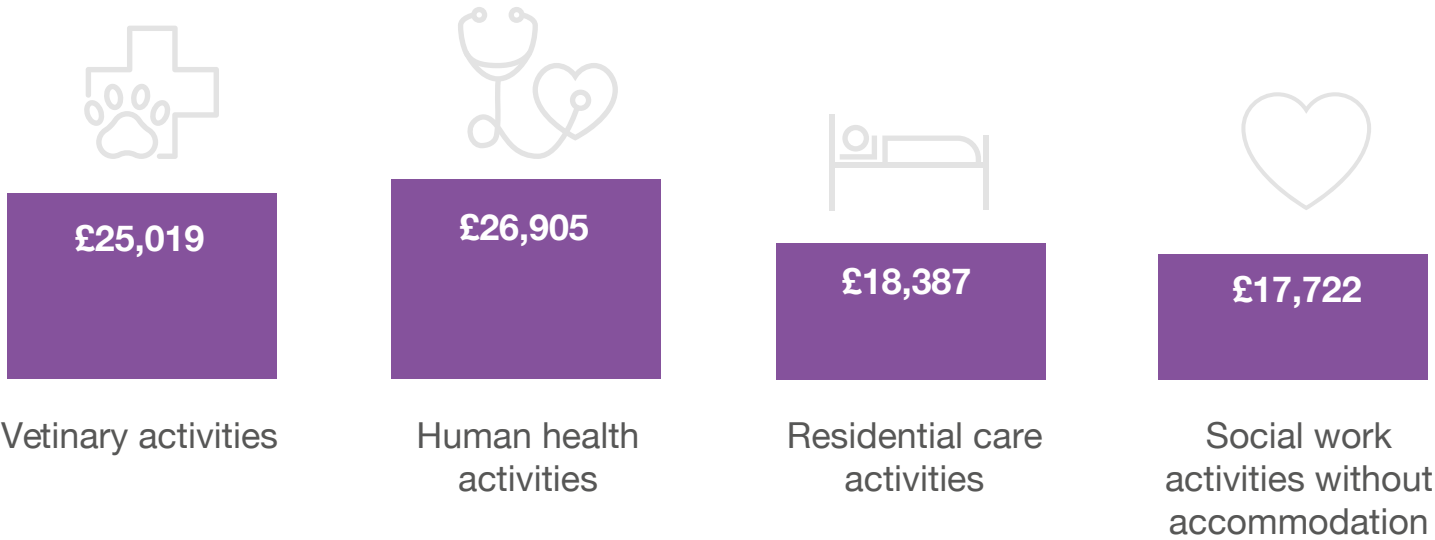 £25,019
£26,905
£18,387
£17,722
Vetinary activities
Human health
activities
Residential care
activities
Social work
activities without
accommodation